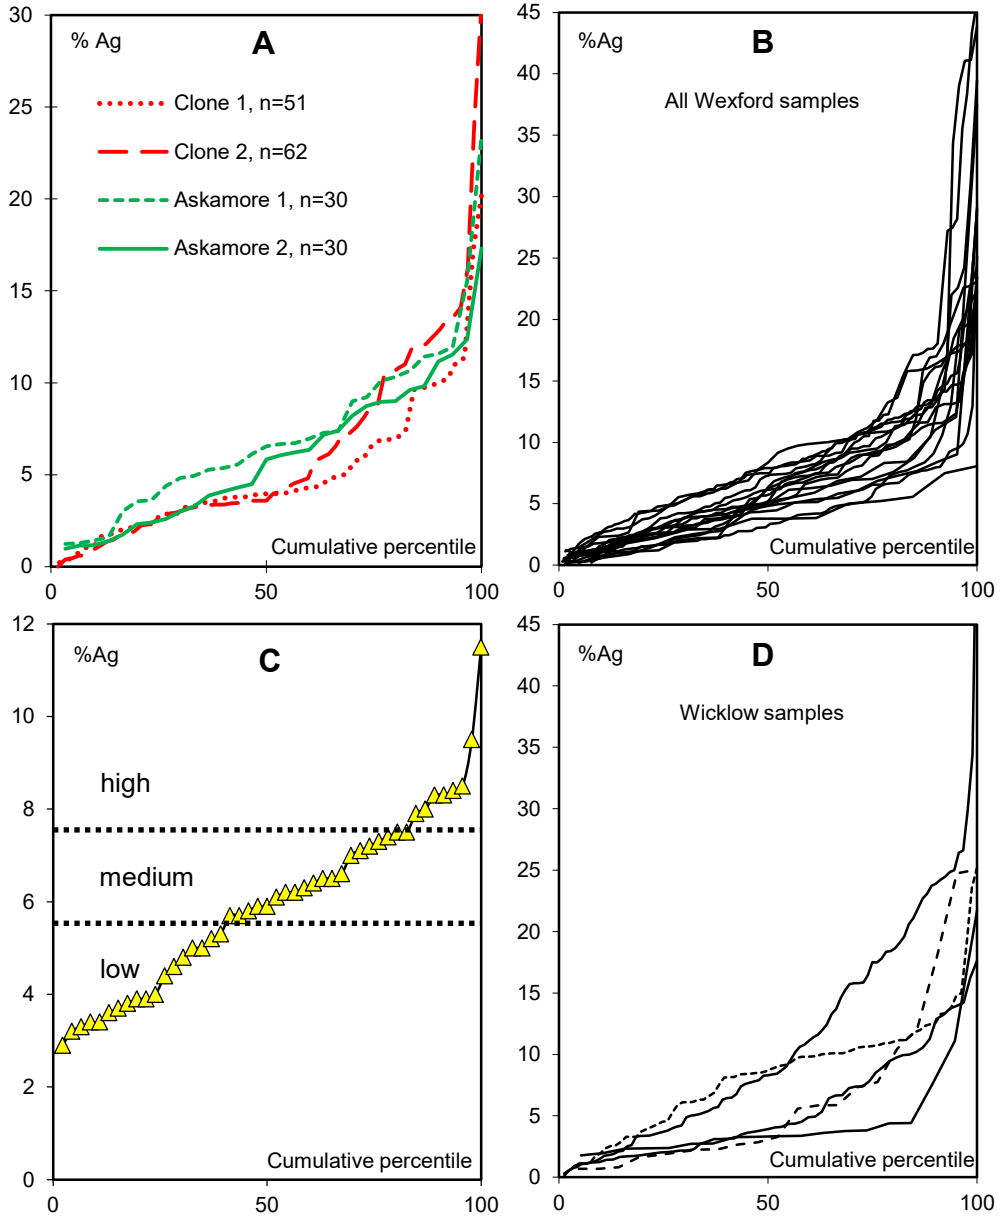 30
% Ag
A
25
Clone 1, n=51
Clone 2, n=62
20
Askamore 1, n=30
Askamore 2, n=30
15
10
5
Cumulative percentile
0
0
50
100
45
%Ag
B
40
All Wexford samples
35
30
25
20
15
10
5
Cumulative percentile
0
0
50
100
12
%Ag
C
10
high
8
medium
6
low
4
2
Cumulative percentile
0
0
50
100
45
%Ag
D
40
Wicklow samples
35
30
25
20
15
10
5
Cumulative percentile
0
0
50
100